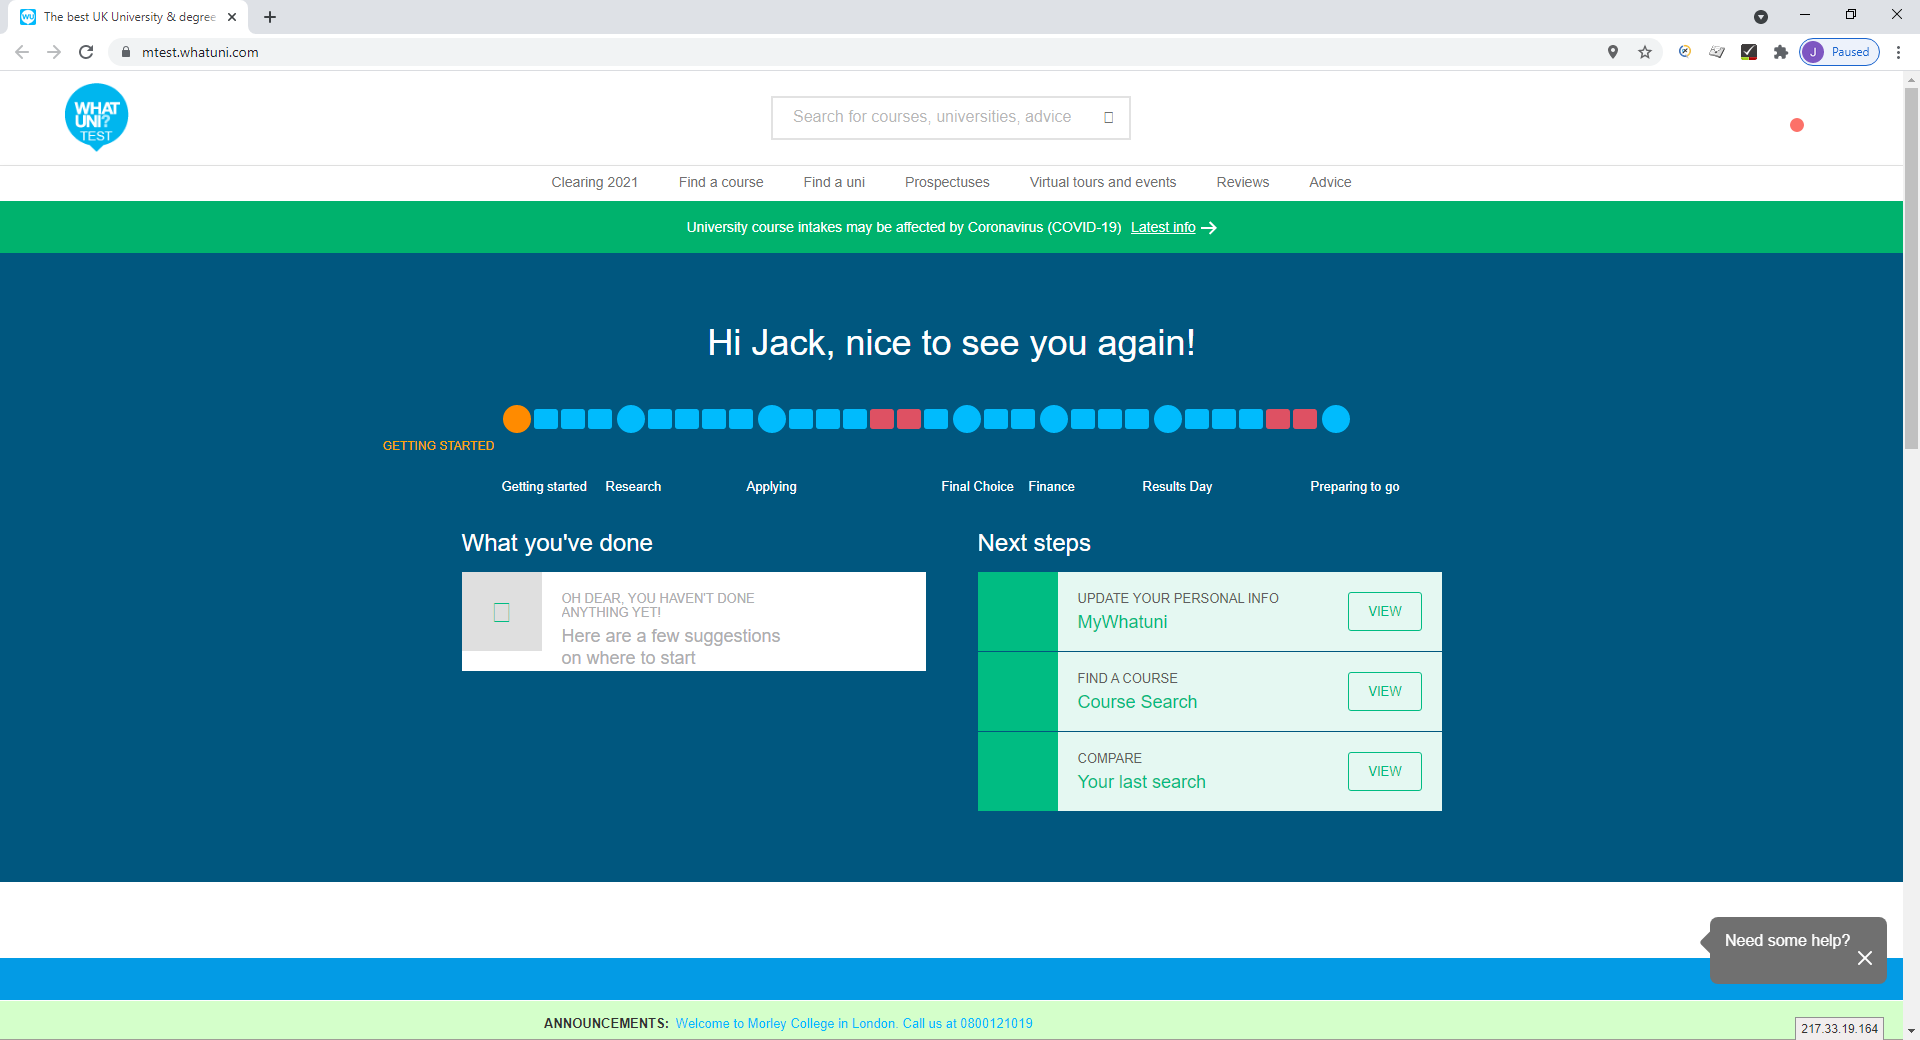 The best UK University & degree
mtest.whatuni.com
J Paused
WHAT
UNI?
TEST
Search for courses, universities, advice
Clearing 2021 Find a course Find a uni Prospectuses Virtual tours and events Reviews Advice
University course intakes may be affected by Coronavirus (COVID-19) Latest info
Hi Jack, nice to see you again!
GETTING STARTED
Getting started Research Applying Final Choice Finance Results Day Preparing to go
What you've done
OH DEAR, YOU HAVEN'T DONE
ANYTHING YET!
Here are a few suggestions
on where to start
Next steps
UPDATE YOUR PERSONAL INFO
MyWhatuni
VIEW
FIND A COURSE
Course Search
VIEW
COMPARE
Your last search
VIEW
Need some help?
ANNOUNCEMENTS: Welcome to Morley College in London. Call us at 0800121019
217.33.19.164